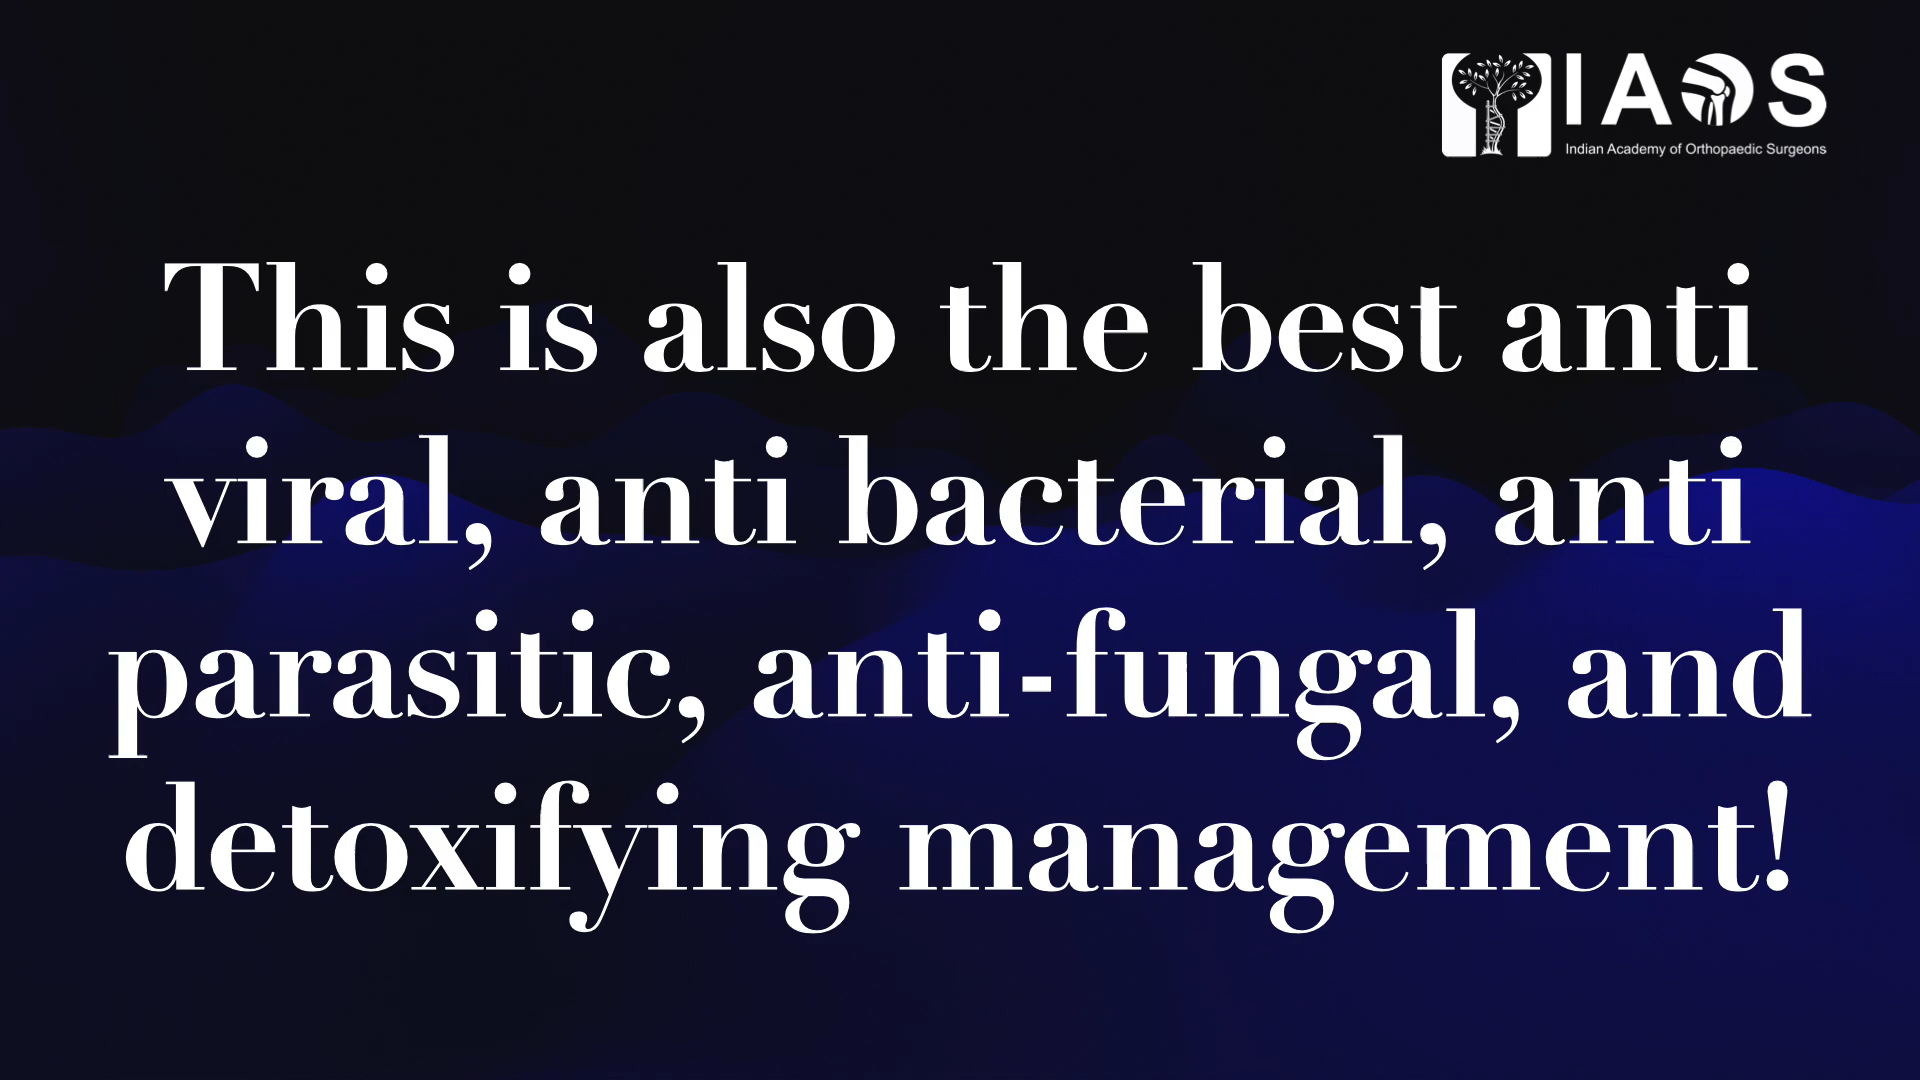 IAOS
Indian Academy of Orthopaedic Surgeons
This is also the best anti
viral, anti bacterial, anti
parasitic, anti-fungal, and
detoxifying management!